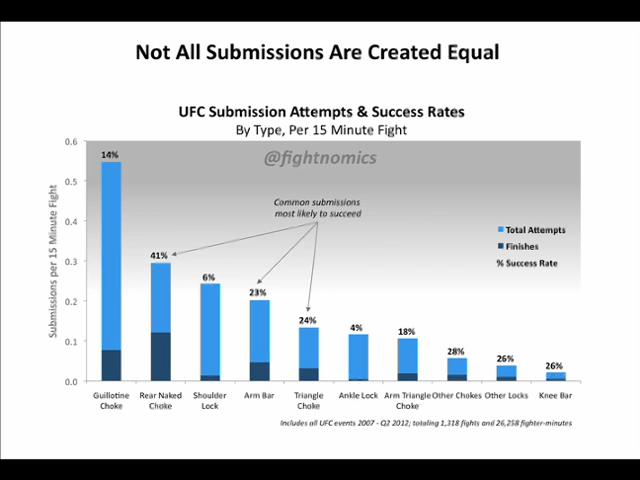 Not All Submissions Are Created Equal
UFC Submission Attempts & Success Rates
By Type, Per 15 Minute Fight
@fightnomics
Submissions per 15 Minute Fight
0.6
0.5
0.4
0.3
0.2
0.1
0.0
14%
41%
6%
23%
24%
4%
18%
28%
26%
26%
Common submissions
most likely to succeed
Total Attempts
Finishes
% Success Rate
Guillotine
Choke
Rear Naked
Choke
Shoulder
Lock
Arm Bar
Triangle
Choke
Ankle Lock
Arm Triangle
Choke
Other Chokes
Other Locks
Knee Bar
Includes all UFC events 2007 - Q2 2012; totaling 1,318 fights and 26,258 fighter-minutes